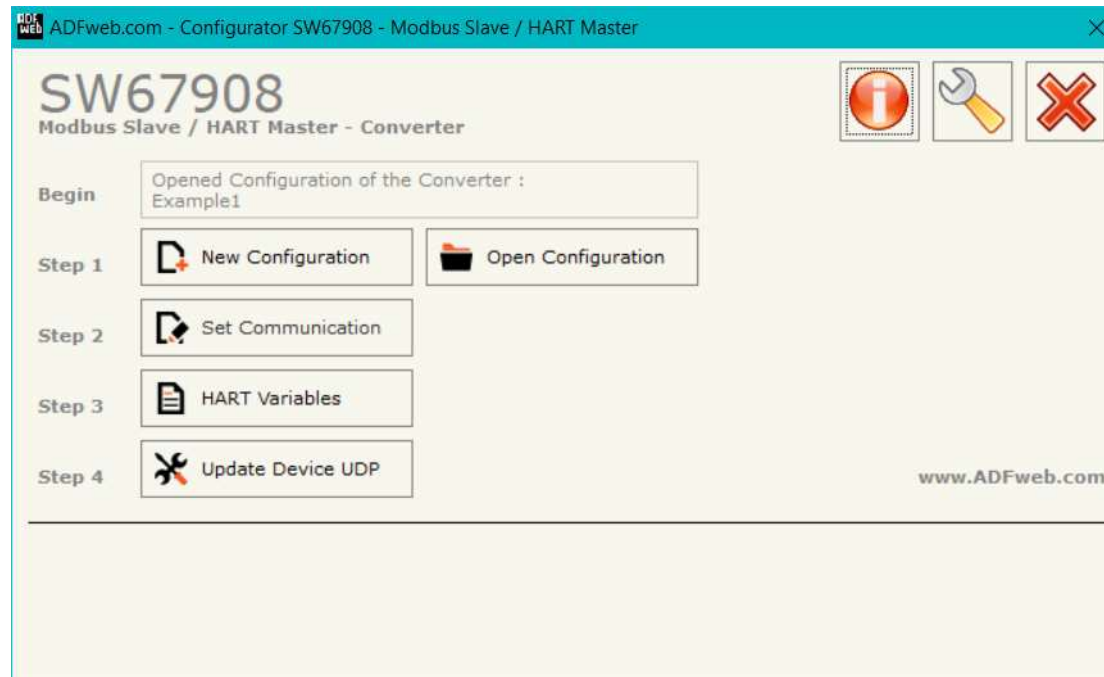 ADF
WEB
ADFweb.com - Configurator SW67908 - Modbus Slave / HART Master
SW67908
Modbus Slave / HART Master - Converter
Begin
Opened Configuration of the Converter :
Example1
Step 1
New Configuration
Open Configuration
Step 2
Set Communication
Step 3
HART Variables
Step 4
Update Device UDP
www.ADFweb.com